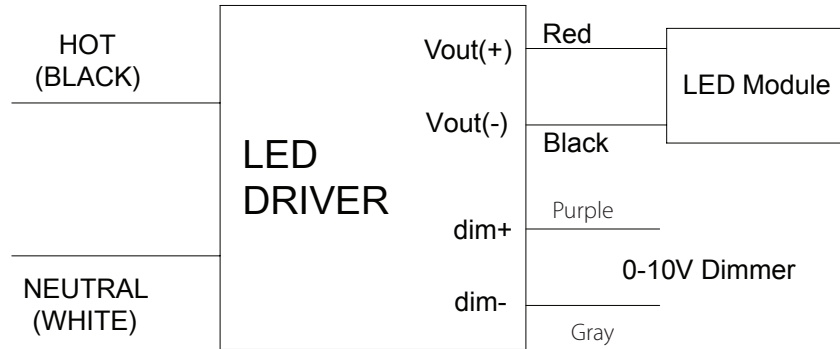 HOT
(BLACK)
NEUTRAL
(WHITE)
LED
DRIVER
Vout(+)
Vout(-)
dim+
dim-
Red
Black
Purple
Gray
LED Module
0-10V Dimmer